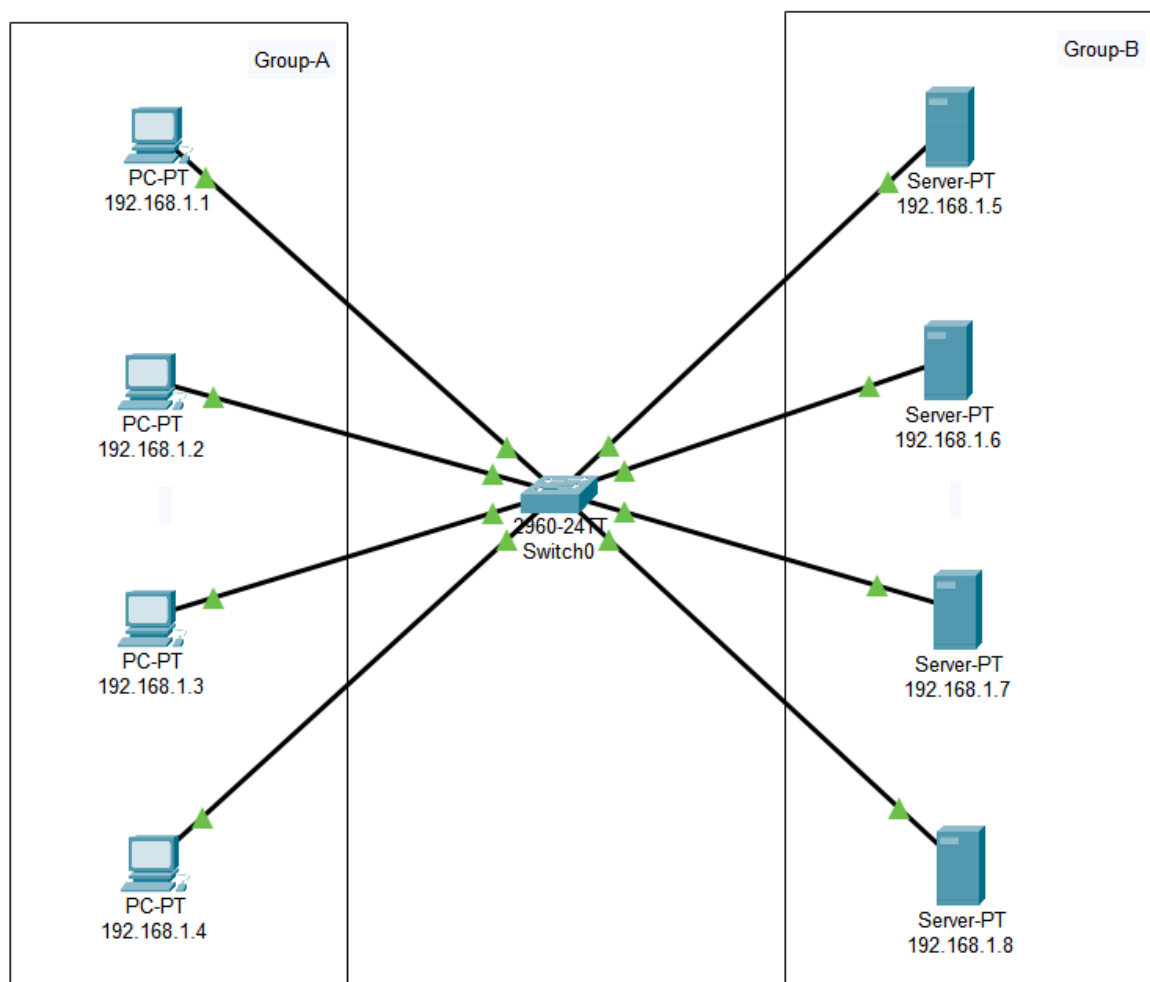 Group-A
PC-PT
192.168.1.1
PC-PT
192.168.1.2
PC-PT
192.168.1.3
PC-PT
192.168.1.4
2960-24TT
Switch0
Group-B
Server-PT
192.168.1.5
Server-PT
192.168.1.6
Server-PT
192.168.1.7
Server-PT
192.168.1.8